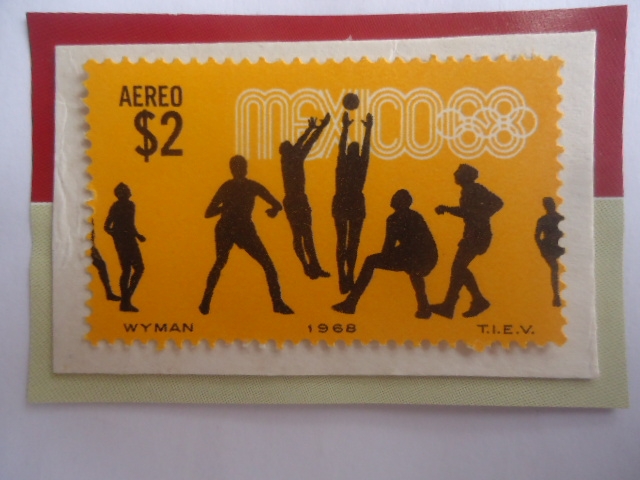 AEREO
$2
MEXICO68
WYMAN 1968 T.I.E.V.